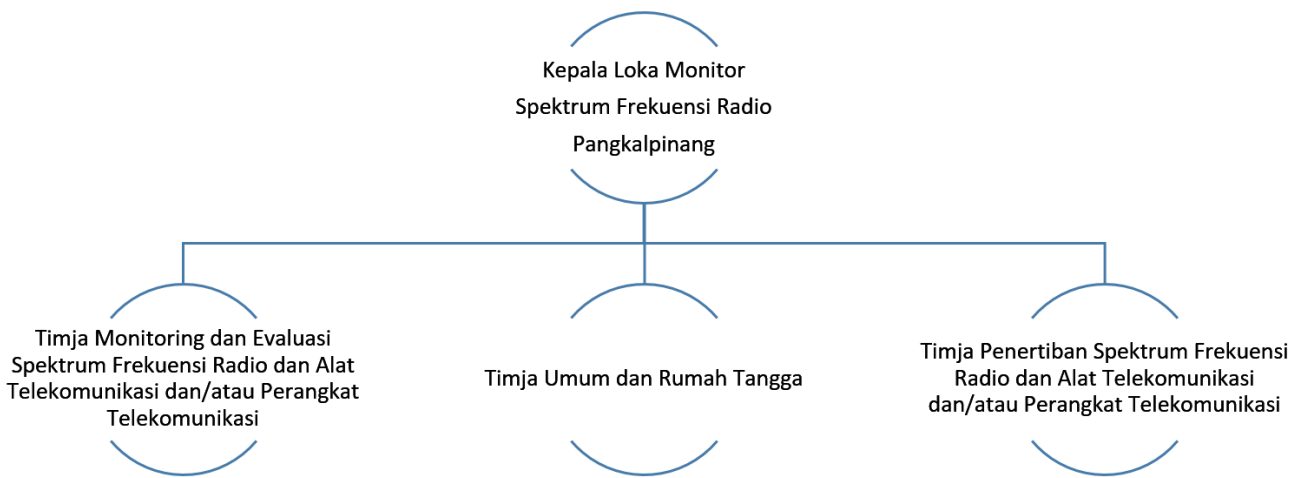 Kepala Loka Monitor
Spektrum Frekuensi Radio
Pangkalpinang
Timja Monitoring dan Evaluasi
Spektrum Frekuensi Radio dan Alat
Telekomunikasi dan/atau Perangkat
Telekomunikasi
Timja Umum dan Rumah Tangga
Timja Penertiban Spektrum Frekuensi
Radio dan Alat Telekomunikasi
dan/atau Perangkat Telekomunikasi